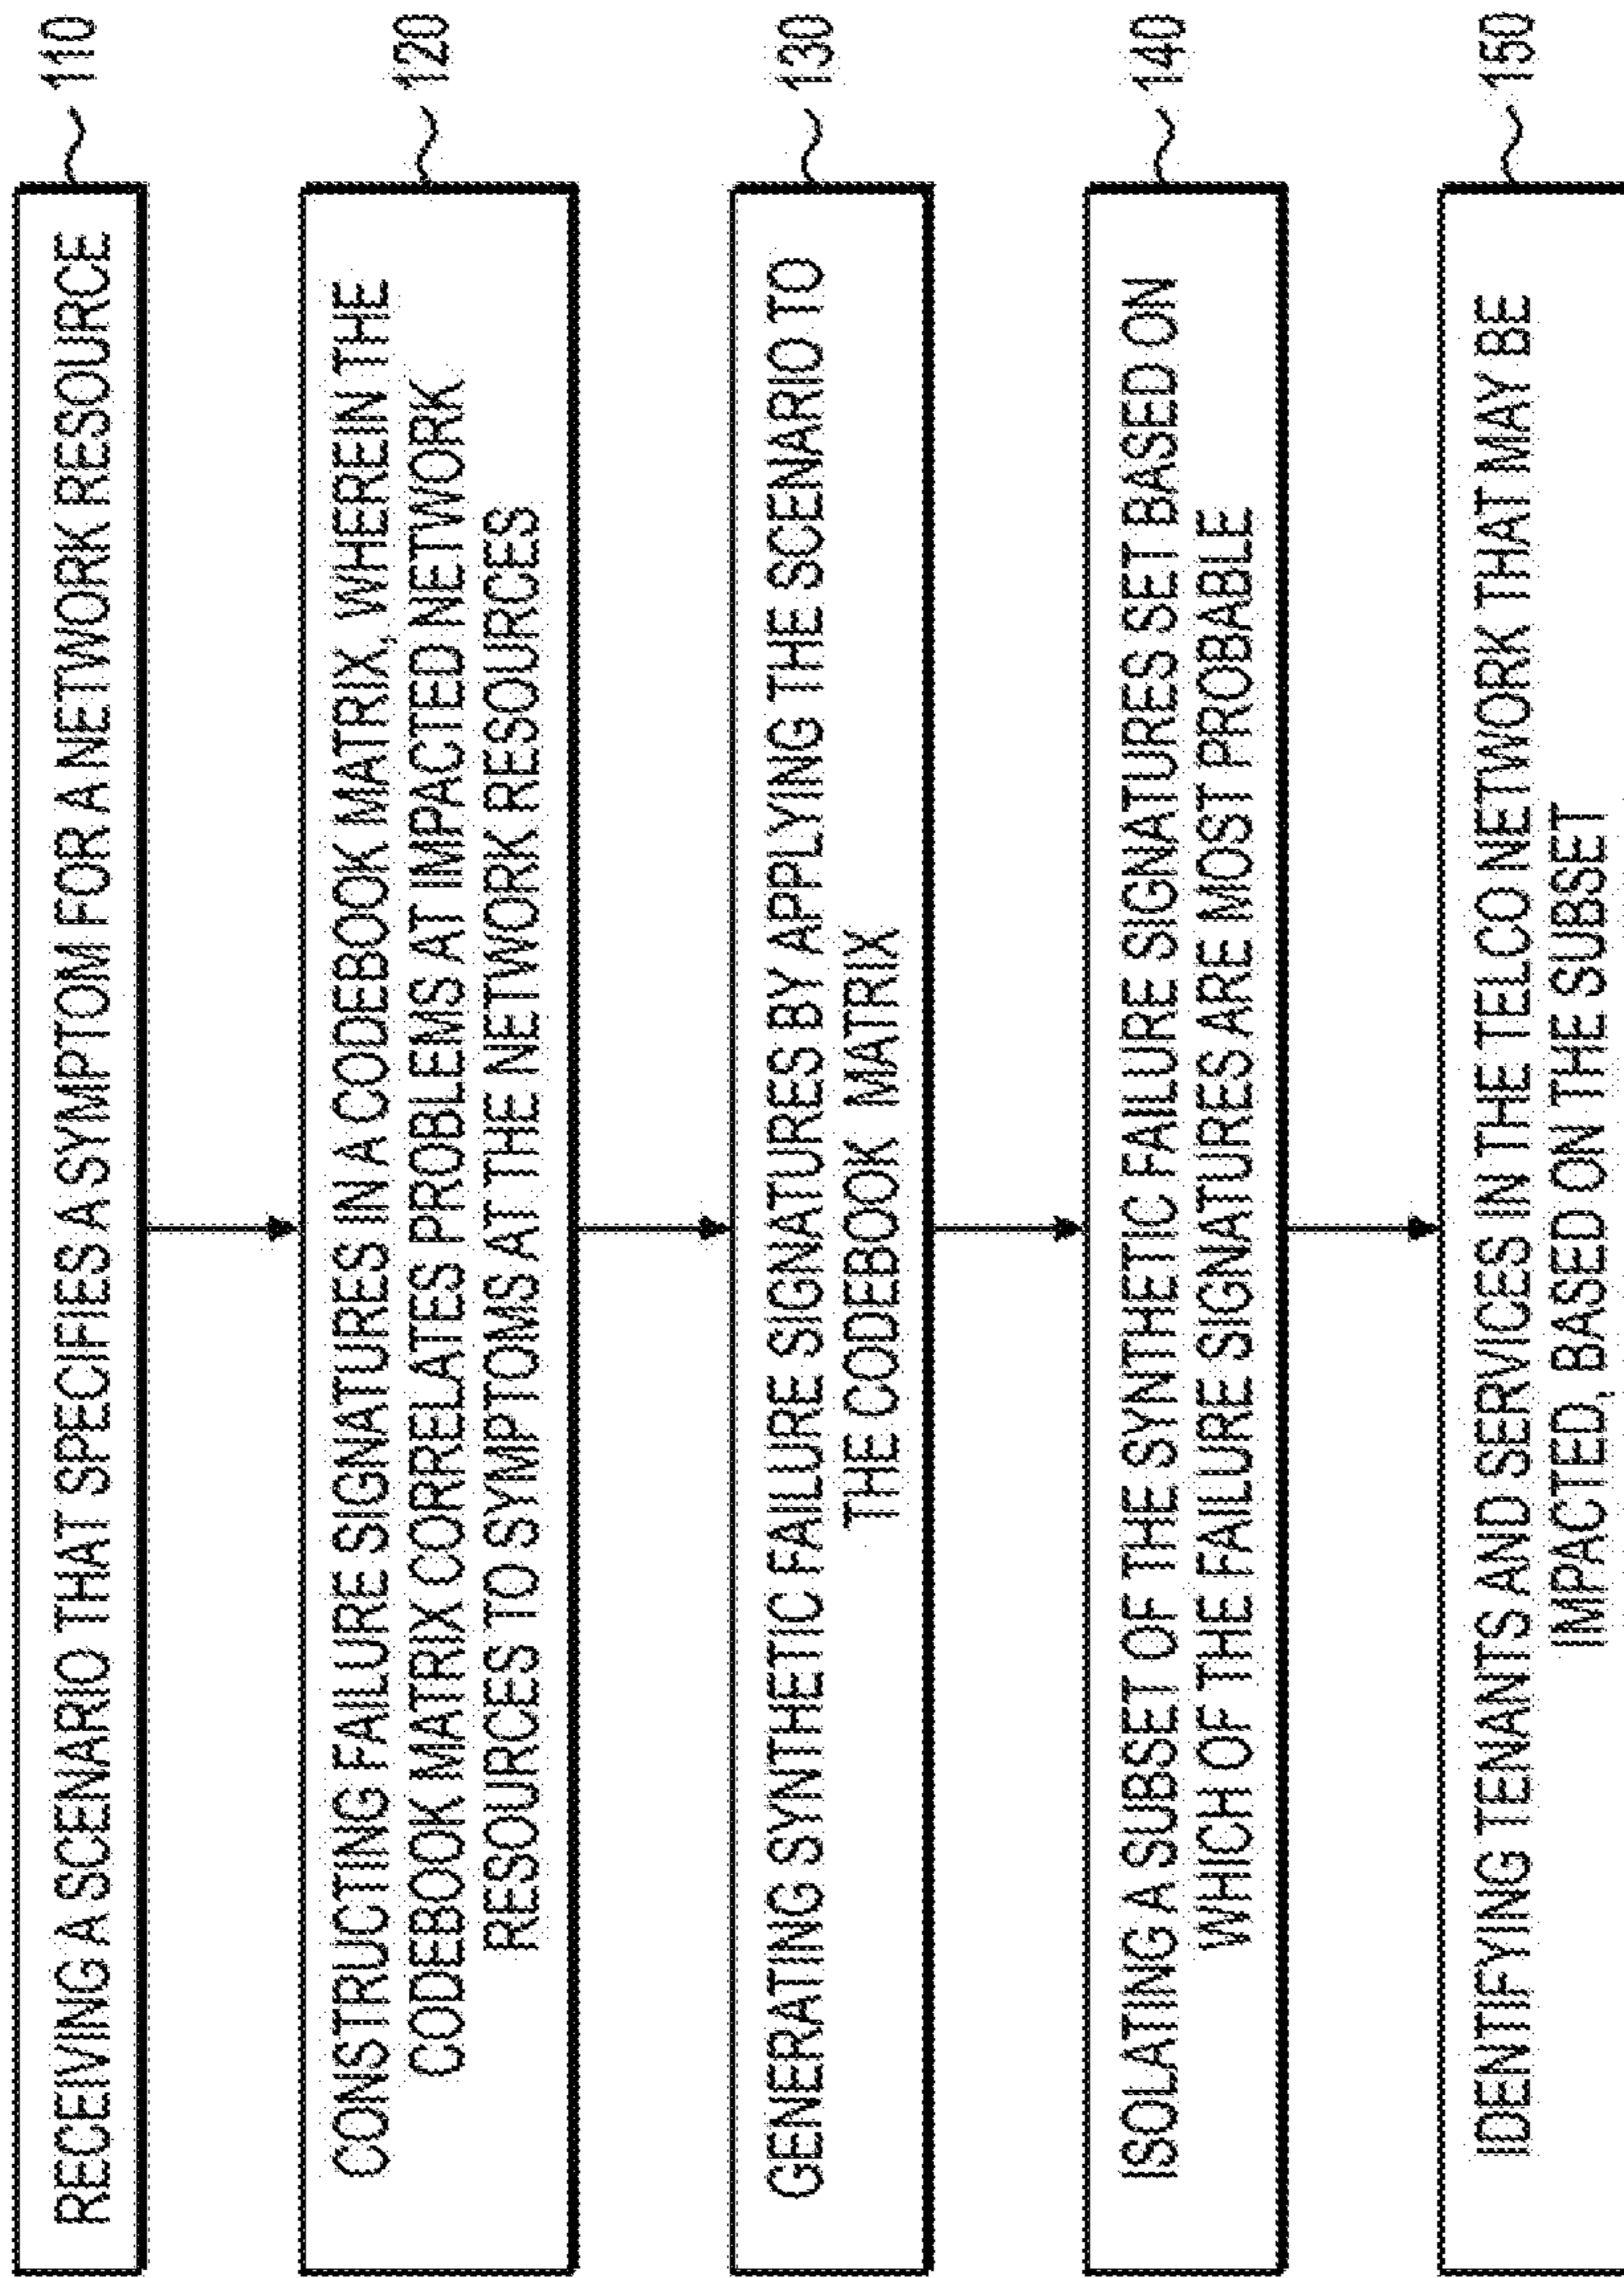 RECEIVING A SCENARIO THAT SPECIFIES A SYMPTOM FOR A NETWORK RESOURCE
110
CONSTRUCTING FAILURE SIGNATURES IN A CODEBOOK MATRIX, WHEREIN THE
CODEBOOK MATRIX CORRELATES PROBLEMS AT IMPACTED NETWORK
RESOURCES TO SYMPTOMS AT THE NETWORK RESOURCES
120
GENERATING SYNTHETIC FAILURE SIGNATURES BY APPLYING THE SCENARIO TO
THE CODEBOOK MATRIX
130
ISOLATING A SUBSET OF THE SYNTHETIC FAILURE SIGNATURES SET BASED ON
WHICH OF THE FAILURE SIGNATURES ARE MOST PROBABLE
140
IDENTIFYING TENANTS AND SERVICES IN THE TELCO NETWORK THAT MAY BE
IMPACTED, BASED ON THE SUBSET
150